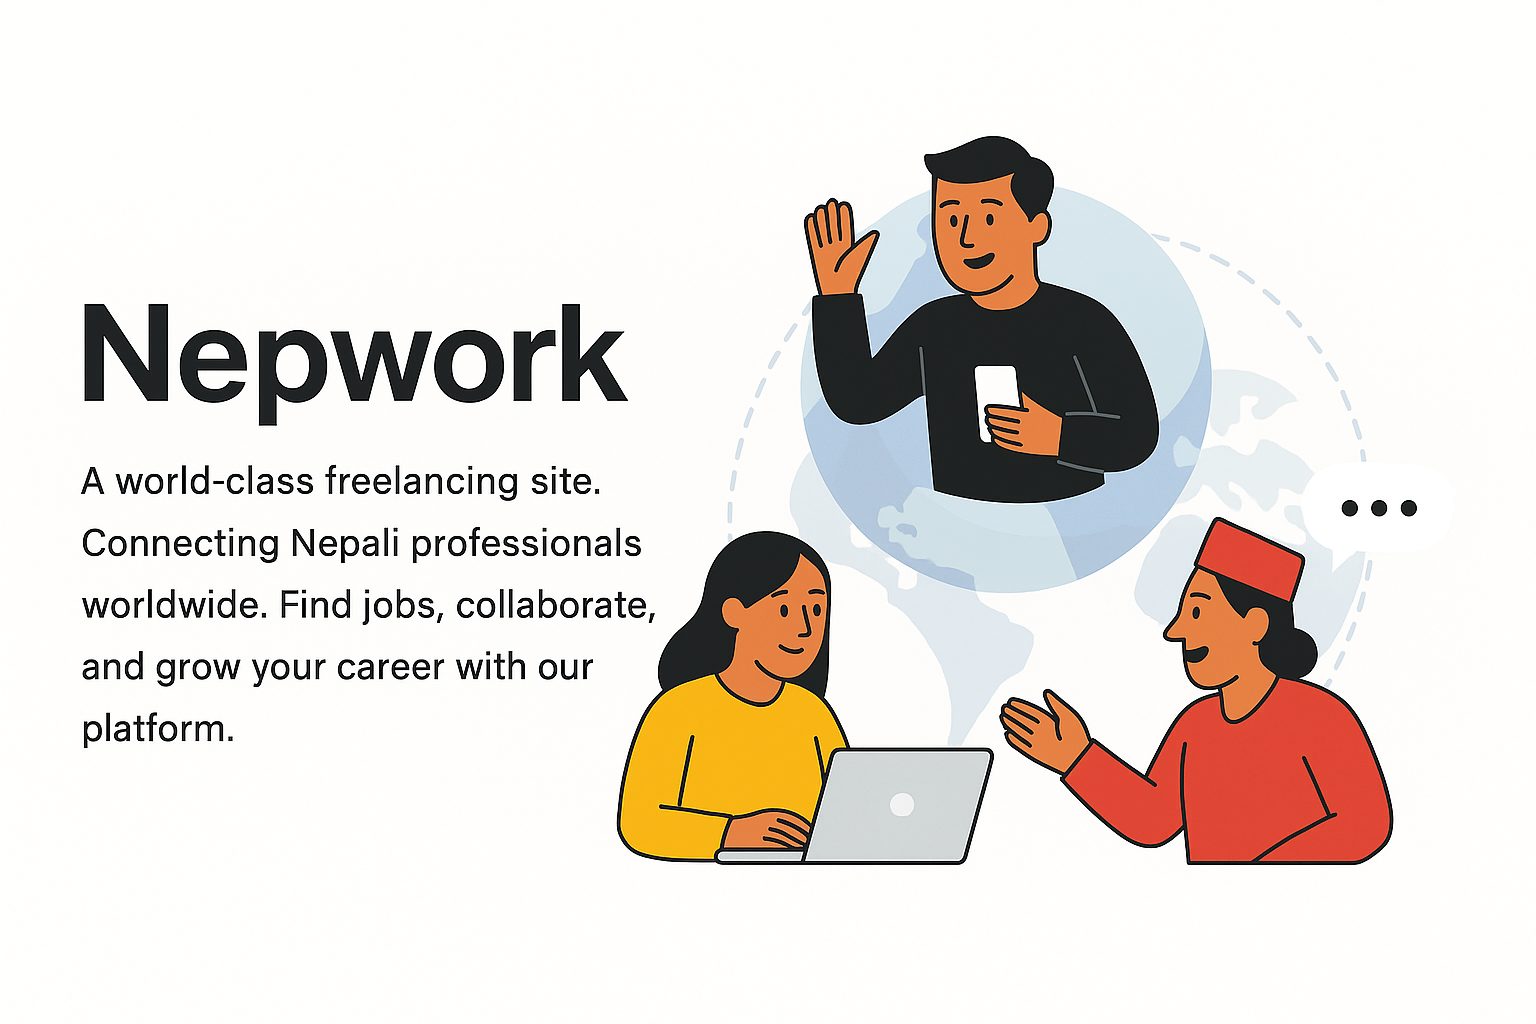 Nepwork
A world-class freelancing site.
Connecting Nepali professionals
worldwide. Find jobs, collaborate,
and grow your career with our
platform.